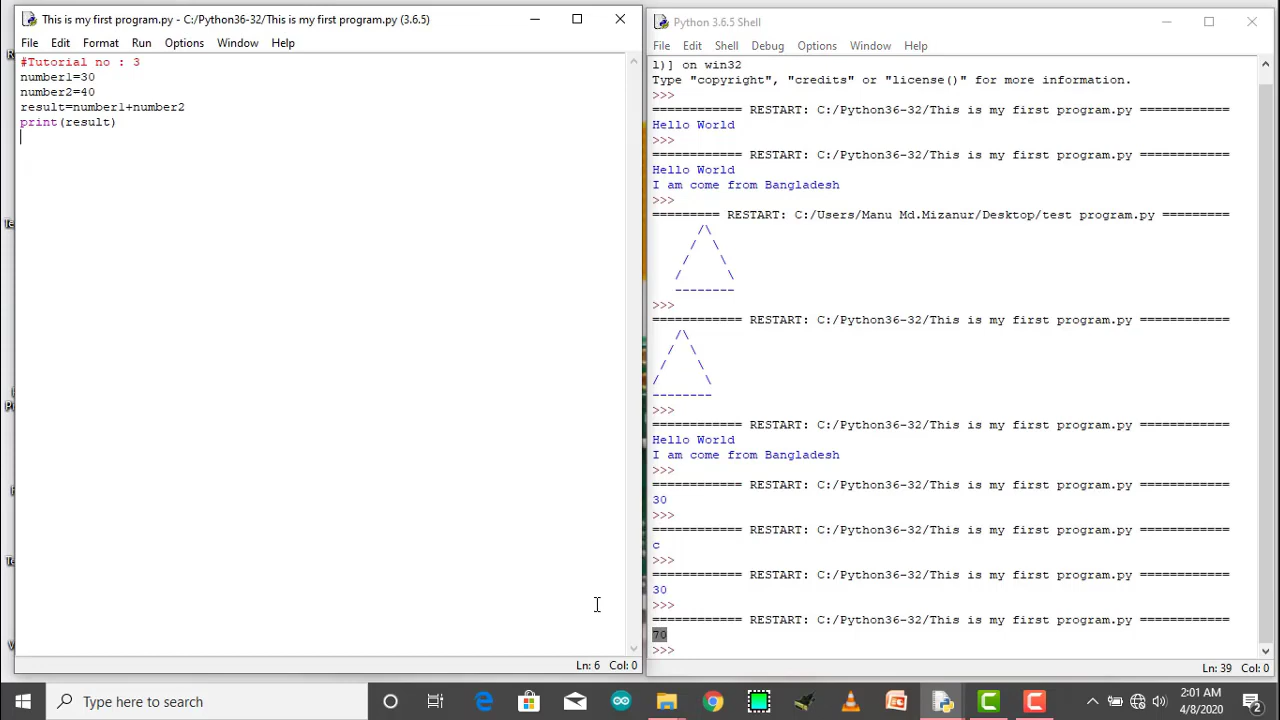 This is my first program.py - C:/Python36-32/This is my first program.py (3.6.5)
File Edit Format Run Options Window Help
#Tutorial no : 3
number1=30
number2=40
result=number1+number2
print(result)
Ln: 6 Col: 0
Python 3.6.5 Shell
File Edit Shell Debug Options Window Help
l)] on win32
Type "copyright", "credits" or "license()" for more information.
>>>
============ RESTART: C:/Python36-32/This is my first program.py ============
Hello World
>>>
============ RESTART: C:/Python36-32/This is my first program.py ============
Hello World
I am come from Bangladesh
>>>
========= RESTART: C:/Users/Manu Md.Mizanur/Desktop/test program.py =========
/\
/ \
/ \
/ \
--------
>>>
============ RESTART: C:/Python36-32/This is my first program.py ============
/\
/ \
/ \
/ \
--------
>>>
============ RESTART: C:/Python36-32/This is my first program.py ============
Hello World
I am come from Bangladesh
>>>
============ RESTART: C:/Python36-32/This is my first program.py ============
30
>>>
============ RESTART: C:/Python36-32/This is my first program.py ============
c
>>>
============ RESTART: C:/Python36-32/This is my first program.py ============
30
>>>
============ RESTART: C:/Python36-32/This is my first program.py ============
70
>>>
Ln: 39 Col: 0
Type here to search
2:01 AM
4/8/2020
2